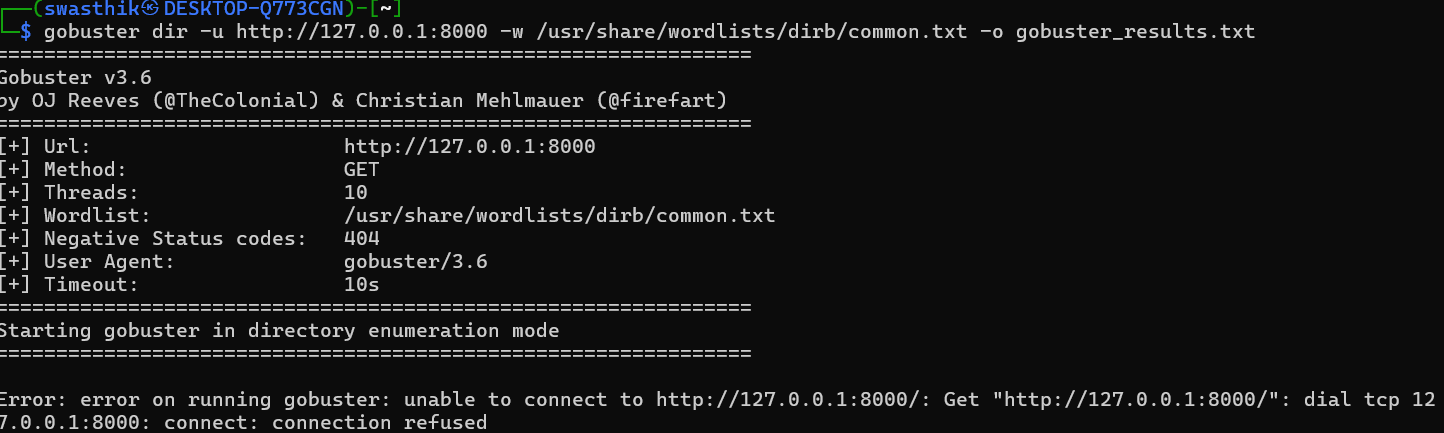 ┌──(swasthik㉿DESKTOP-Q773CGN)-[~]
└─$ gobuster dir -u http://127.0.0.1:8000 -w /usr/share/wordlists/dirb/common.txt -o gobuster_results.txt
===============================================================
Gobuster v3.6
by OJ Reeves (@TheColonial) & Christian Mehlmauer (@firefart)
===============================================================
[+] Url:                     http://127.0.0.1:8000
[+] Method:                  GET
[+] Threads:                 10
[+] Wordlist:                /usr/share/wordlists/dirb/common.txt
[+] Negative Status codes:   404
[+] User Agent:              gobuster/3.6
[+] Timeout:                 10s
===============================================================
Starting gobuster in directory enumeration mode
===============================================================
Error: error on running gobuster: unable to connect to http://127.0.0.1:8000/: Get "http://127.0.0.1:8000/": dial tcp 12
7.0.0.1:8000: connect: connection refused